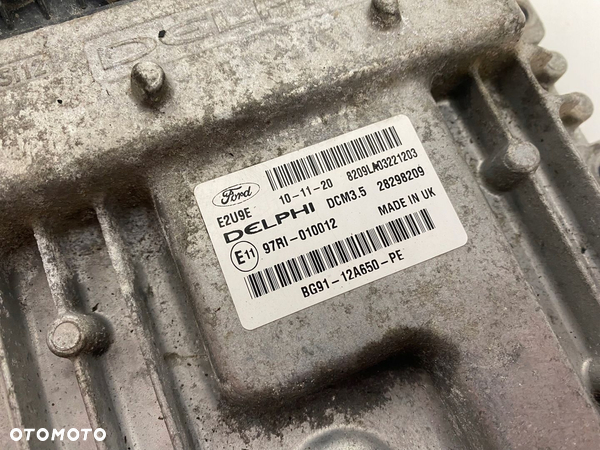 DELPHI
Ford
E2U9E
10-11-20
8209LA03221203
DELPHI
DCM3.5
28298209
E11
97RI-010012
MADE IN UK
BG91-12A650-PE
OTOMOTO